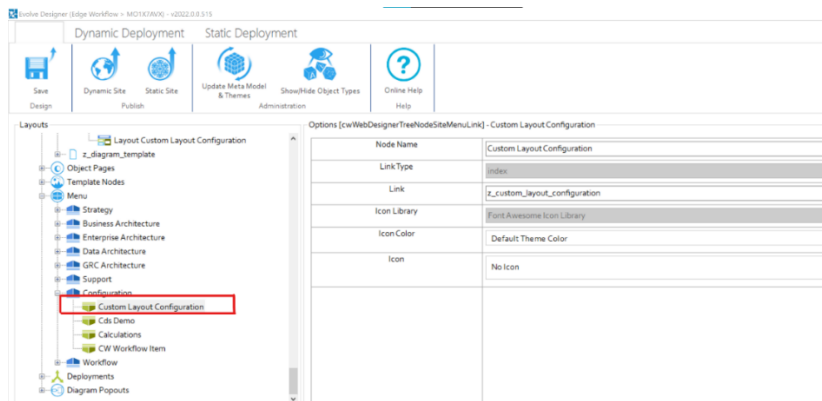 Evolve Designer (Edge Workflow > MO1X7AVX) - v2022.0.0.515
Dynamic Deployment
Static Deployment
Save
Dynamic Site
Static Site
Update Meta Model
& Themes
Show/Hide Object Types
Online Help
Design
Publish
Administration
Help
Layouts
Layout Custom Layout Configuration
z_diagram_template
Object Pages
Template Nodes
Menu
Strategy
Business Architecture
Enterprise Architecture
Data Architecture
GRC Architecture
Support
Configuration
Custom Layout Configuration
Cds Demo
Calculations
CW Workflow Item
Workflow
Deployments
Diagram Popouts
Options [cwWebDesignerTreeNodeSiteMenuLink] - Custom Layout Configuration
Node Name
Custom Layout Configuration
Link Type
index
Link
z_custom_layout_configuration
Icon Library
Font Awesome Icon Library
Icon Color
Default Theme Color
Icon
No Icon